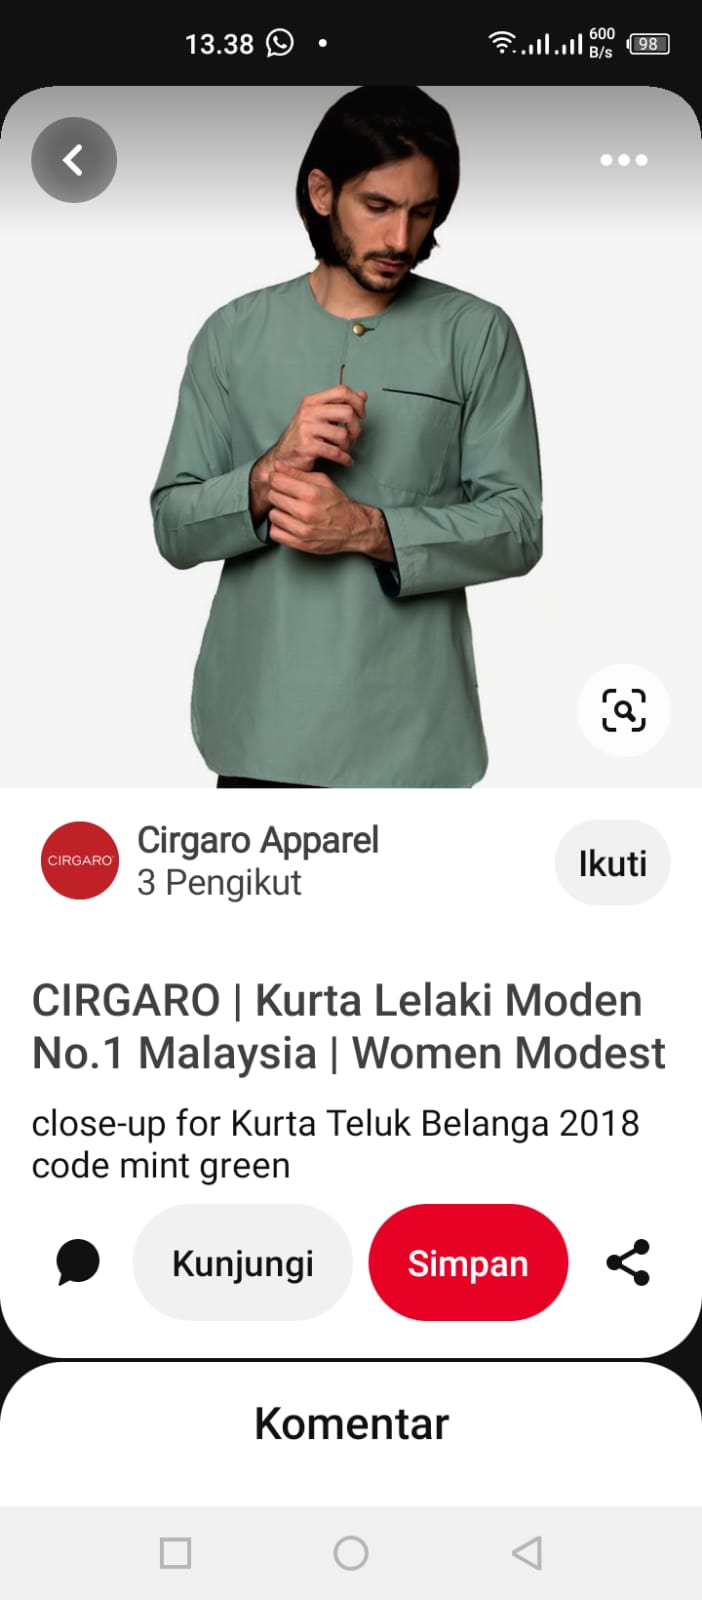 13.38
600
B/s
98
CIRGARO
Cirgaro Apparel
3 Pengikut
Ikuti
CIRGARO | Kurta Lelaki Moden
No.1 Malaysia | Women Modest
close-up for Kurta Teluk Belanga 2018
code mint green
Kunjungi
Simpan
Komentar